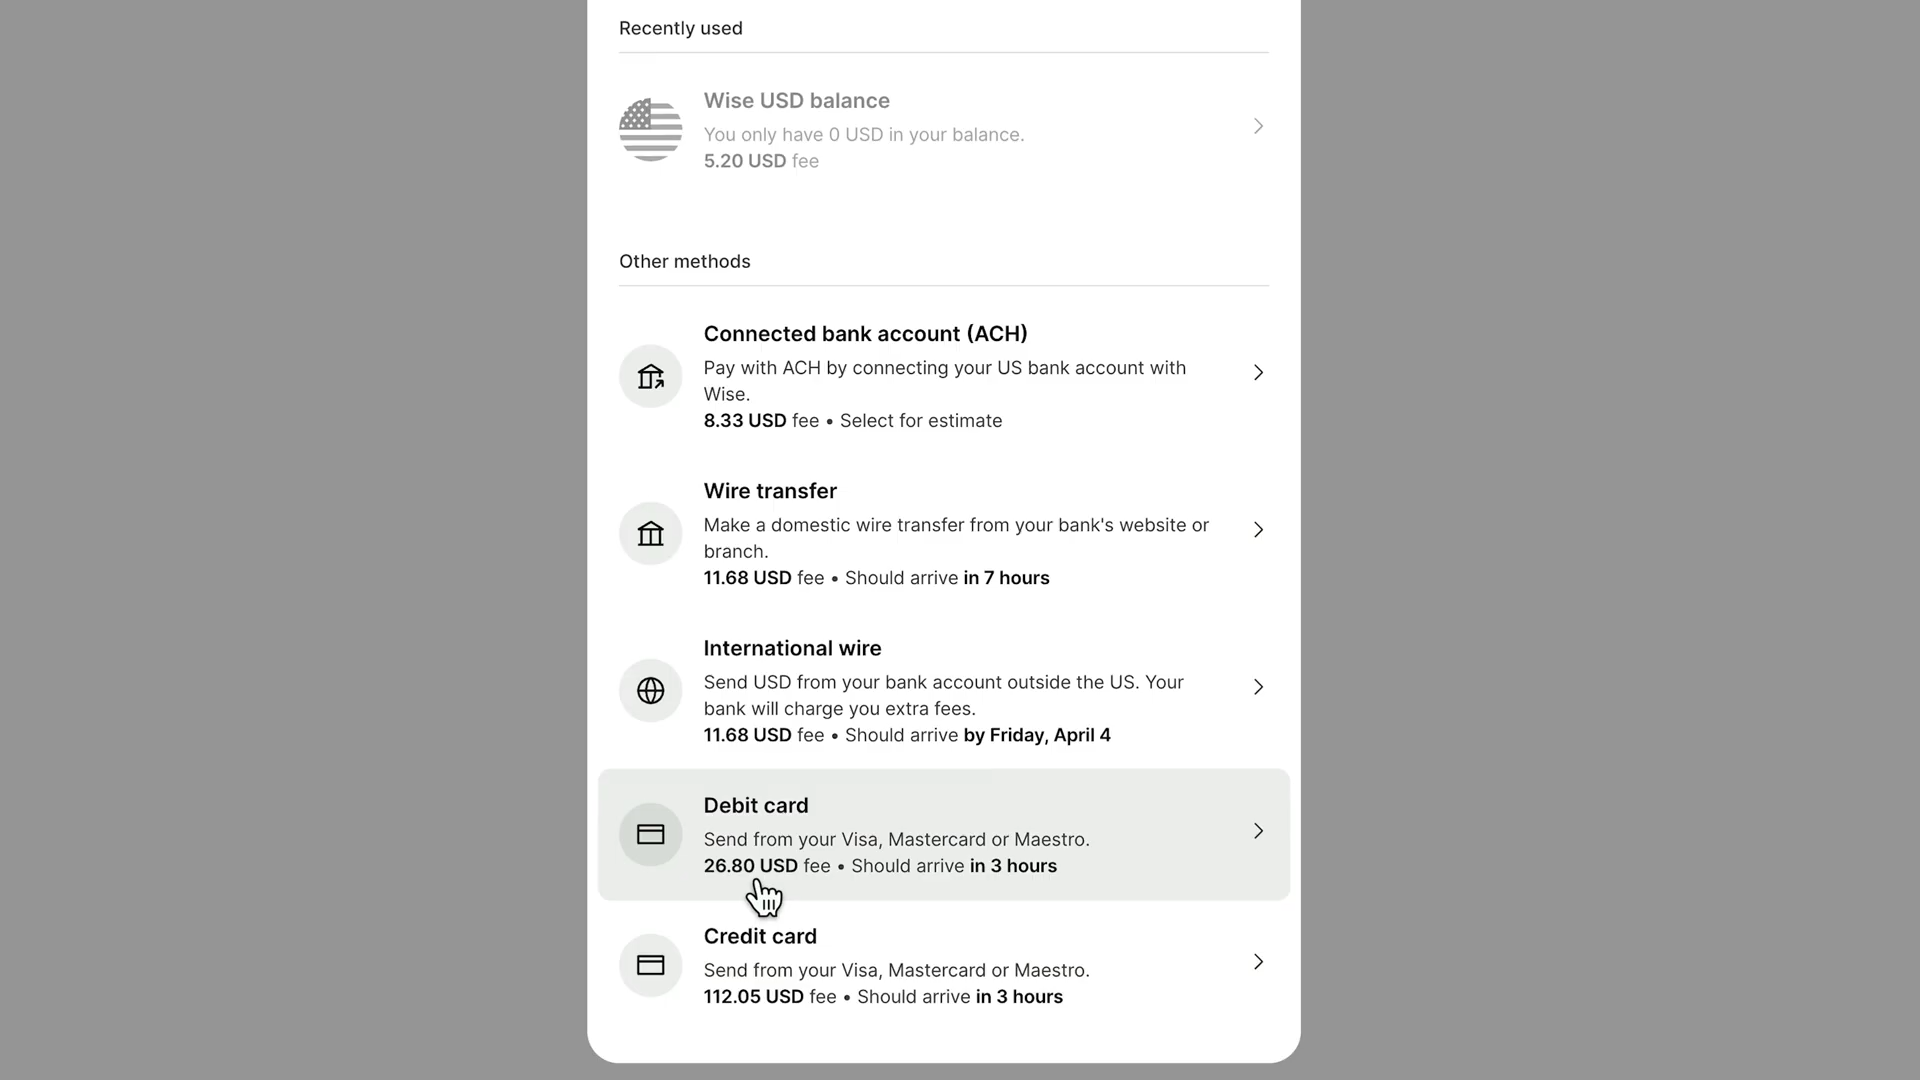 Recently used
Wise USD balance
You only have 0 USD in your balance.
5.20 USD fee
Other methods
Connected bank account (ACH)
Pay with ACH by connecting your US bank account with
Wise.
8.33 USD fee • Select for estimate
Wire transfer
Make a domestic wire transfer from your bank's website or
branch.
11.68 USD fee • Should arrive in 7 hours
International wire
Send USD from your bank account outside the US. Your
bank will charge you extra fees.
11.68 USD fee • Should arrive by Friday, April 4
Debit card
Send from your Visa, Mastercard or Maestro.
26.80 USD fee • Should arrive in 3 hours
Credit card
Send from your Visa, Mastercard or Maestro.
112.05 USD fee • Should arrive in 3 hours